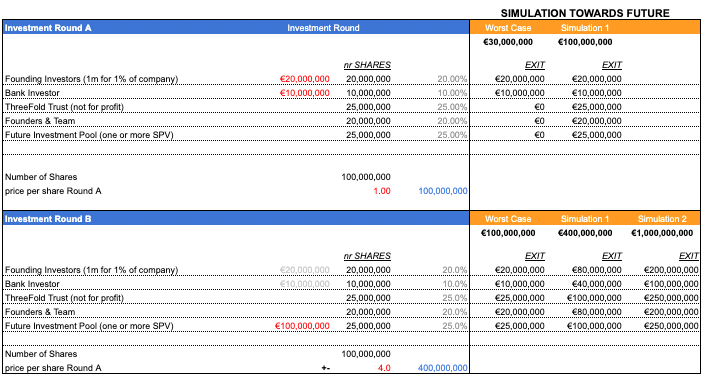 SIMULATION TOWARDS FUTURE
Investment Round A Investment Round Worst Case Simulation 1
€30,000,000 €100,000,000
nr SHARES EXIT EXIT
Founding Investors (1m for 1% of company) €20,000,000 20,000,000 20.00% €20,000,000 €20,000,000
Bank Investor €10,000,000 10,000,000 10.00% €10,000,000 €10,000,000
ThreeFold Trust (not for profit) 25,000,000 25.00% €0 €25,000,000
Founders & Team 20,000,000 20.00% €0 €20,000,000
Future Investment Pool (one or more SPV) 25,000,000 25.00% €0 €25,000,000
Number of Shares 100,000,000
price per share Round A 1.00 100,000,000
Investment Round B Worst Case Simulation 1 Simulation 2
€100,000,000 €400,000,000 €1,000,000,000
nr SHARES EXIT EXIT EXIT
Founding Investors (1m for 1% of company) €20,000,000 20,000,000 20.0% €20,000,000 €80,000,000 €200,000,000
Bank Investor €10,000,000 10,000,000 10.0% €10,000,000 €40,000,000 €100,000,000
ThreeFold Trust (not for profit) 25,000,000 25.0% €25,000,000 €100,000,000 €250,000,000
Founders & Team 20,000,000 20.0% €20,000,000 €80,000,000 €200,000,000
Future Investment Pool (one or more SPV) €100,000,000 25,000,000 25.0% €25,000,000 €100,000,000 €250,000,000
Number of Shares 100,000,000
price per share Round A +- 4.0 400,000,000